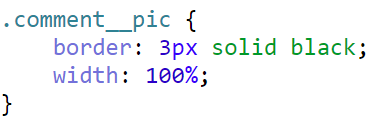 .comment__pic {
    border: 3px solid black;
    width: 100%;
}